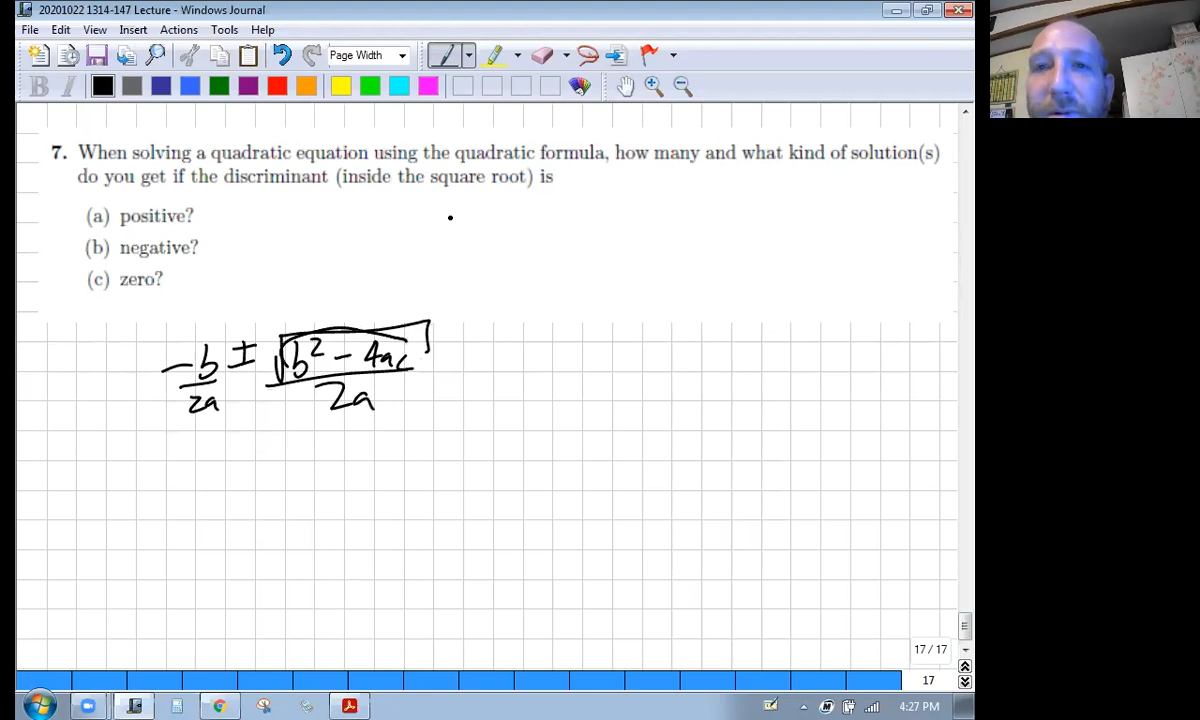 20201022 1314-147 Lecture - Windows Journal
File Edit View Insert Actions Tools Help
Page Width
B I
7. When solving a quadratic equation using the quadratic formula, how many and what kind of solution(s)
do you get if the discriminant (inside the square root) is
(a) positive?
(b) negative?
(c) zero?
-b/2a ± √(b² - 4ac)/2a
17 / 17
17
4:27 PM